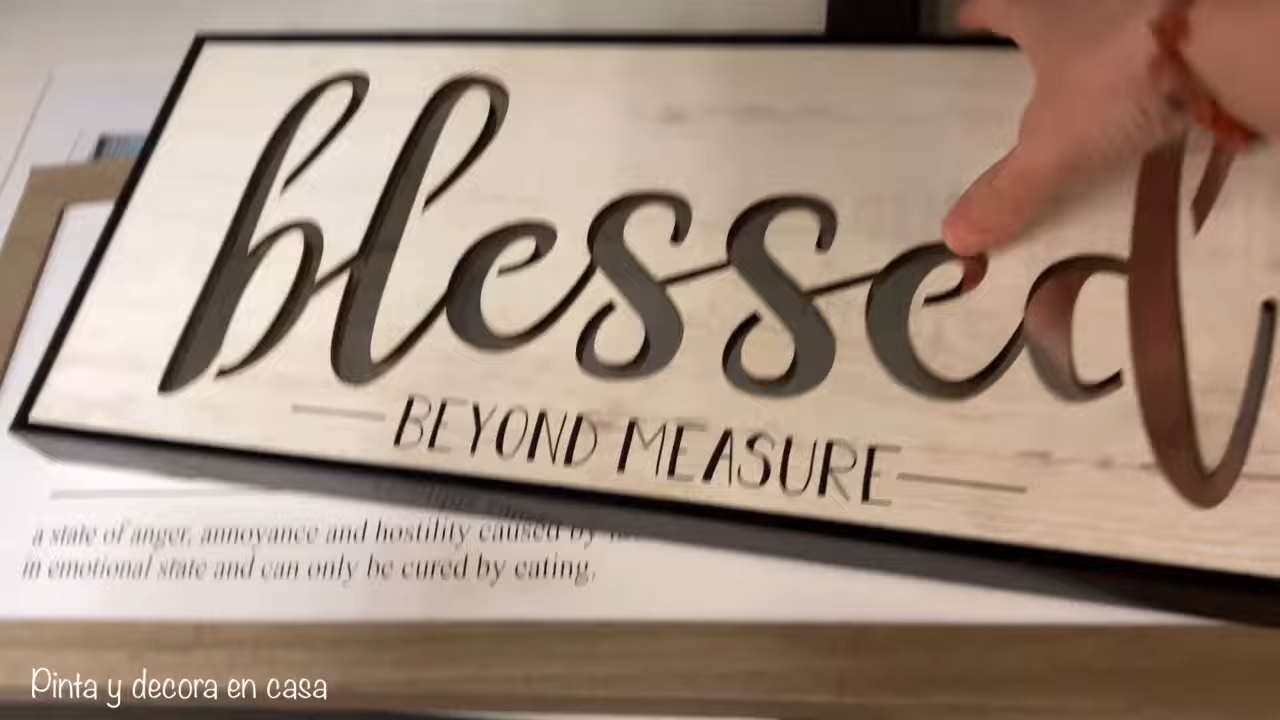 blessed
BEYOND MEASURE
a state of anger, annoyance and hostility caused by
in emotional state and can only be cured by eating.
Pinta y decora en casa